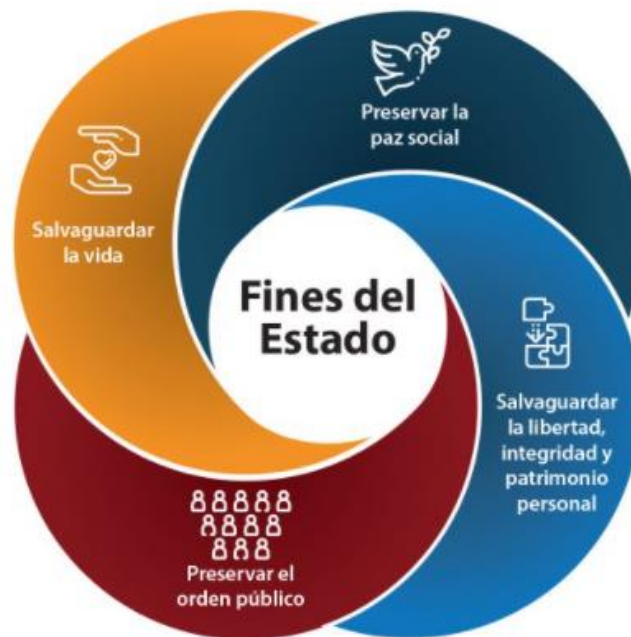 Fines del
Estado
Preservar la
paz social
Salvaguardar
la libertad,
integridad y
patrimonio
personal
Preservar el
orden público
Salvaguardar
la vida